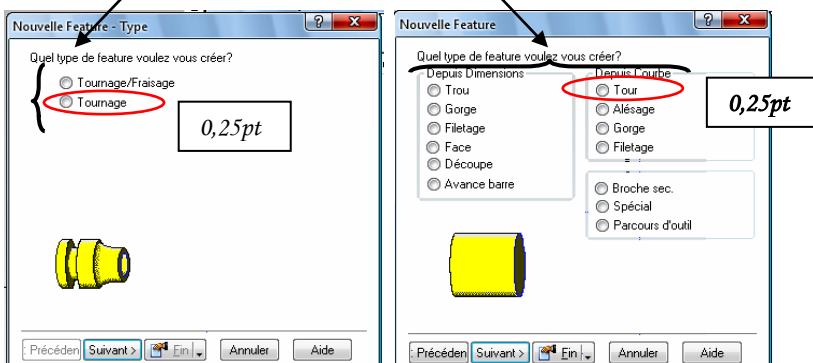 Nouvelle Feature - Type
Quel type de feature voulez vous créer?
Tournage/Fraisage
Tournage
0,25pt
: Précéden
Suivant >
Fin
Annuler
Aide
Nouvelle Feature
Quel type de feature voulez vous créer?
Depuis Dimensions
Trou
Gorge
Filetage
Face
Découpe
Avance barre
Depuis Courbe
Tour
Alésage
Gorge
Filetage
0,25pt
Broche sec.
Spécial
Parcours d'outil
: Précéden
Suivant >
Fin
Annuler
Aide